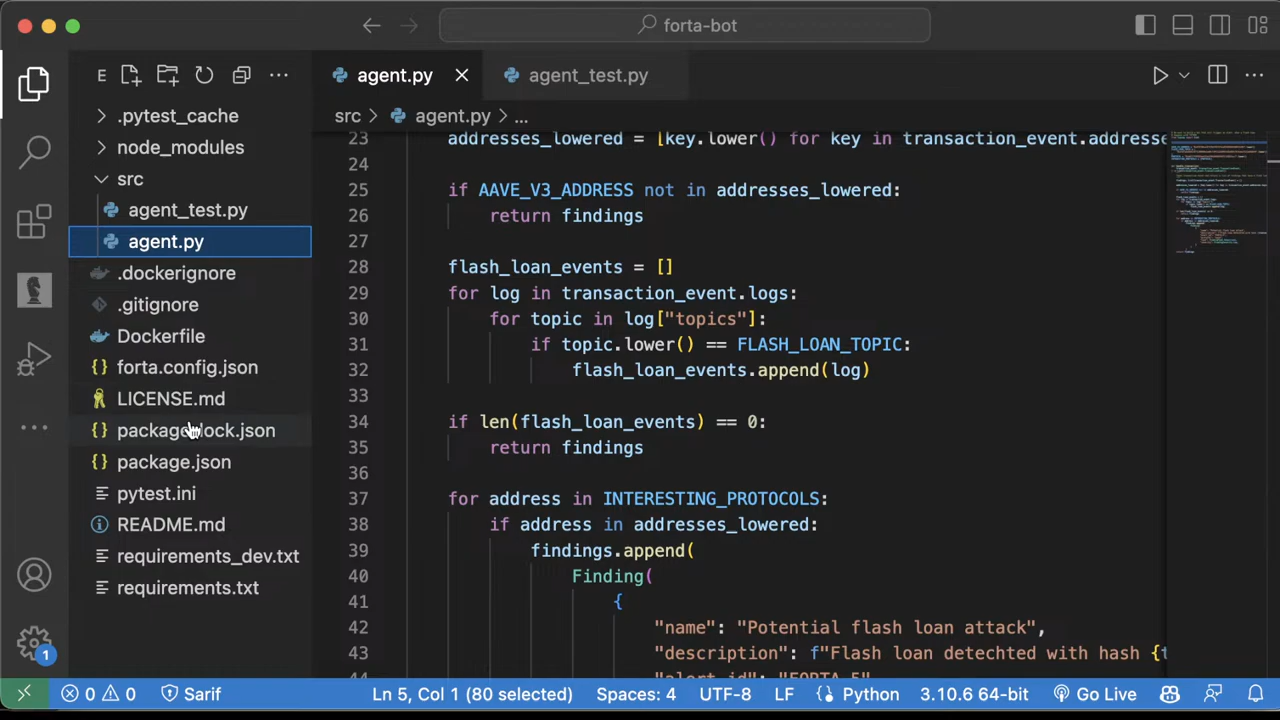 forta-bot
E
agent.py
agent_test.py
src > agent.py > ...
.pytest_cache
node_modules
src
agent_test.py
agent.py
.dockerignore
.gitignore
Dockerfile
forta.config.json
LICENSE.md
package-lock.json
package.json
pytest.ini
README.md
requirements_dev.txt
requirements.txt
23 addresses_lowered = [key.lower() for key in transaction_event.addresse
24
25 if AAVE_V3_ADDRESS not in addresses_lowered:
26 return findings
27
28 flash_loan_events = []
29 for log in transaction_event.logs:
30 for topic in log["topics"]:
31 if topic.lower() == FLASH_LOAN_TOPIC:
32 flash_loan_events.append(log)
33
34 if len(flash_loan_events) == 0:
35 return findings
36
37 for address in INTERESTING_PROTOCOLS:
38 if address in addresses_lowered:
39 findings.append(
40 Finding(
41 {
42 "name": "Potential flash loan attack",
43 "description": f"Flash loan detechted with hash {t
44 "alert_id": "FORTA-5"
1
0 0 Sarif Ln 5, Col 1 (80 selected) Spaces: 4 UTF-8 LF Python 3.10.6 64-bit Go Live